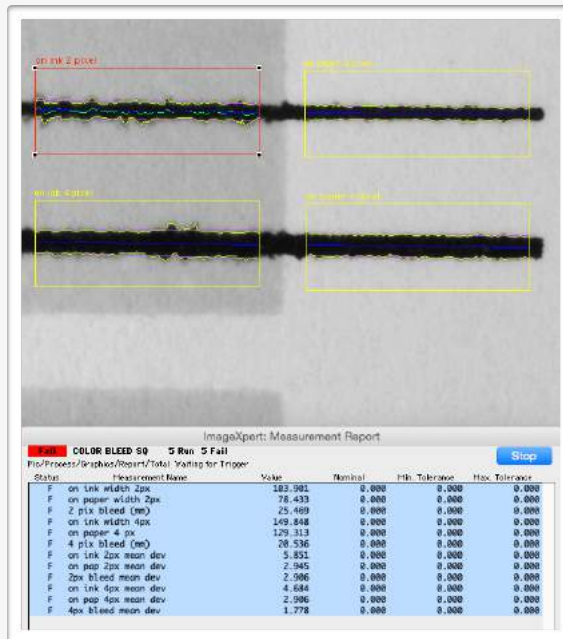 on ink 2 pixel
on ink 4 pixel
ImageXpert: Measurement Report
Fail COLOR BLEED SQ 5 Run 5 Fail
Stop
Pic/Process/Graphics/Report/Total Waiting for Trigger
Status Measurement Name Value Nominal Min. Tolerance Max. Tolerance
F on ink width 2px 103.901 0.000 0.000 0.000
F on paper width 2px 78.433 0.000 0.000 0.000
F 2 pix bleed (mm) 25.469 0.000 0.000 0.000
F on ink width 4px 149.848 0.000 0.000 0.000
F on paper 4 px 129.313 0.000 0.000 0.000
F 4 pix bleed (mm) 20.536 0.000 0.000 0.000
F on ink 2px mean dev 5.851 0.000 0.000 0.000
F on pap 2px mean dev 2.945 0.000 0.000 0.000
F 2px bleed mean dev 2.906 0.000 0.000 0.000
F on ink 4px mean dev 4.684 0.000 0.000 0.000
F on pap 4px mean dev 2.906 0.000 0.000 0.000
F 4px bleed mean dev 1.778 0.000 0.000 0.000